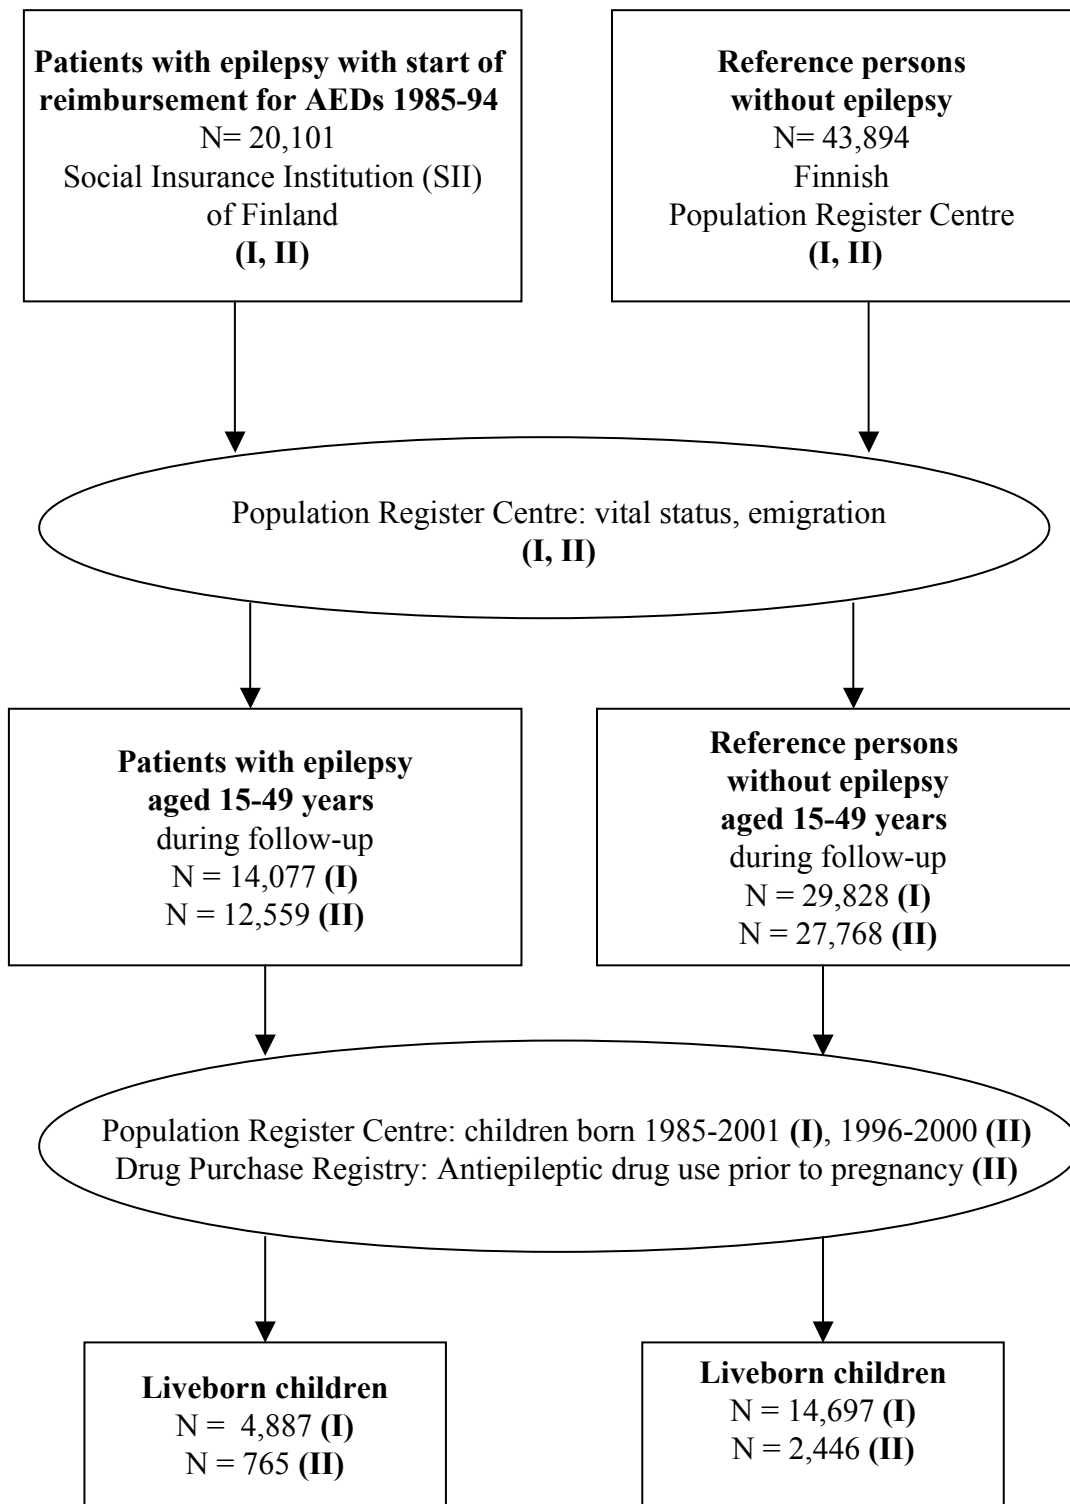 Patients with epilepsy with start of
reimbursement for AEDs 1985-94
N= 20,101
Social Insurance Institution (SII)
of Finland
(I, II)
Reference persons
without epilepsy
N= 43,894
Finnish
Population Register Centre
(I, II)
Population Register Centre: vital status, emigration
(I, II)
Patients with epilepsy
aged 15-49 years
during follow-up
N = 14,077 (I)
N = 12,559 (II)
Reference persons
without epilepsy
aged 15-49 years
during follow-up
N = 29,828 (I)
N = 27,768 (II)
Population Register Centre: children born 1985-2001 (I), 1996-2000 (II)
Drug Purchase Registry: Antiepileptic drug use prior to pregnancy (II)
Liveborn children
N = 4,887 (I)
N = 765 (II)
Liveborn children
N = 14,697 (I)
N = 2,446 (II)